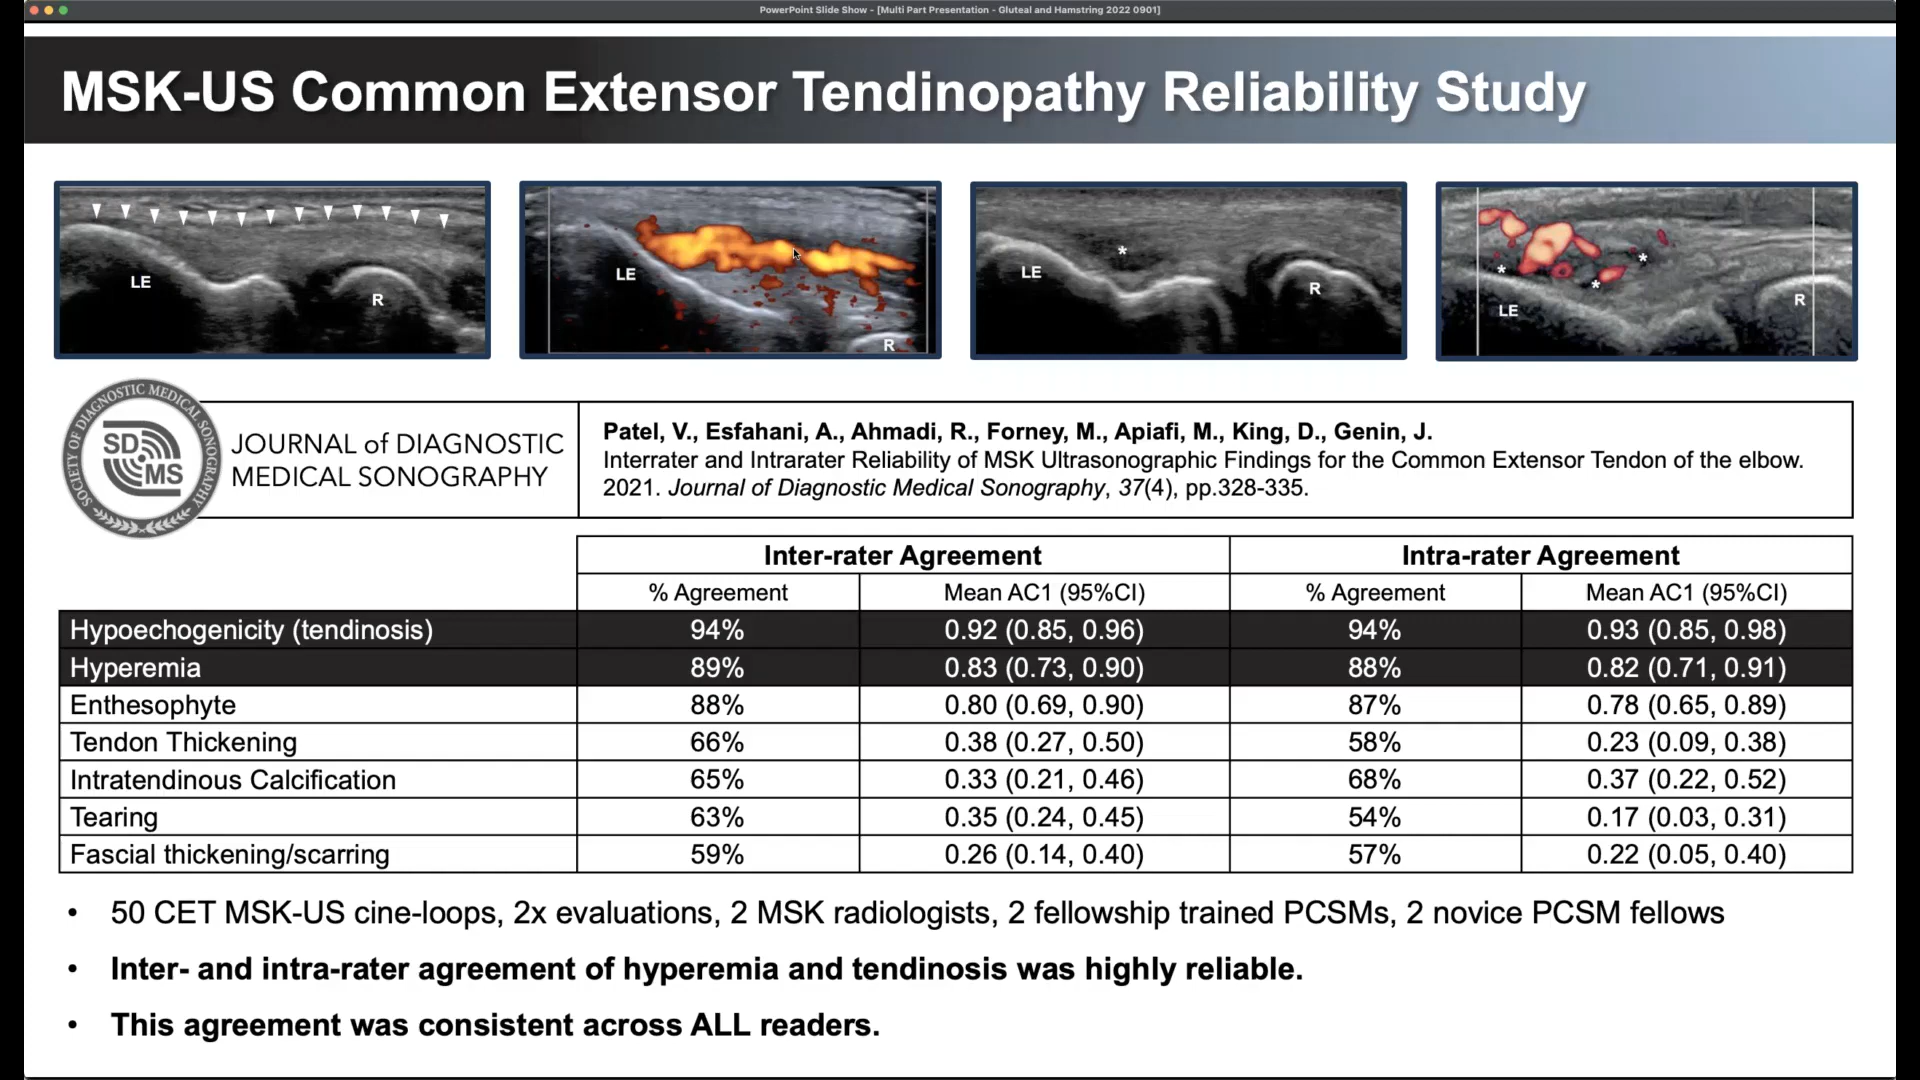 PowerPoint Slide Show - [Multi Part Presentation - Gluteal and Hamstring 2022 0901]
MSK-US Common Extensor Tendinopathy Reliability Study
LE R
LE R
* LE R
* * * LE R
SOCIETY OF DIAGNOSTIC MEDICAL SONOGRAPHY
SDMS
JOURNAL of DIAGNOSTIC
MEDICAL SONOGRAPHY
Patel, V., Esfahani, A., Ahmadi, R., Forney, M., Apiafi, M., King, D., Genin, J.
Interrater and Intrarater Reliability of MSK Ultrasonographic Findings for the Common Extensor Tendon of the elbow.
2021. Journal of Diagnostic Medical Sonography, 37(4), pp.328-335.
Inter-rater Agreement Intra-rater Agreement
% Agreement Mean AC1 (95%CI) % Agreement Mean AC1 (95%CI)
Hypoechogenicity (tendinosis) 94% 0.92 (0.85, 0.96) 94% 0.93 (0.85, 0.98)
Hyperemia 89% 0.83 (0.73, 0.90) 88% 0.82 (0.71, 0.91)
Enthesophyte 88% 0.80 (0.69, 0.90) 87% 0.78 (0.65, 0.89)
Tendon Thickening 66% 0.38 (0.27, 0.50) 58% 0.23 (0.09, 0.38)
Intratendinous Calcification 65% 0.33 (0.21, 0.46) 68% 0.37 (0.22, 0.52)
Tearing 63% 0.35 (0.24, 0.45) 54% 0.17 (0.03, 0.31)
Fascial thickening/scarring 59% 0.26 (0.14, 0.40) 57% 0.22 (0.05, 0.40)
• 50 CET MSK-US cine-loops, 2x evaluations, 2 MSK radiologists, 2 fellowship trained PCSMs, 2 novice PCSM fellows
• Inter- and intra-rater agreement of hyperemia and tendinosis was highly reliable.
• This agreement was consistent across ALL readers.